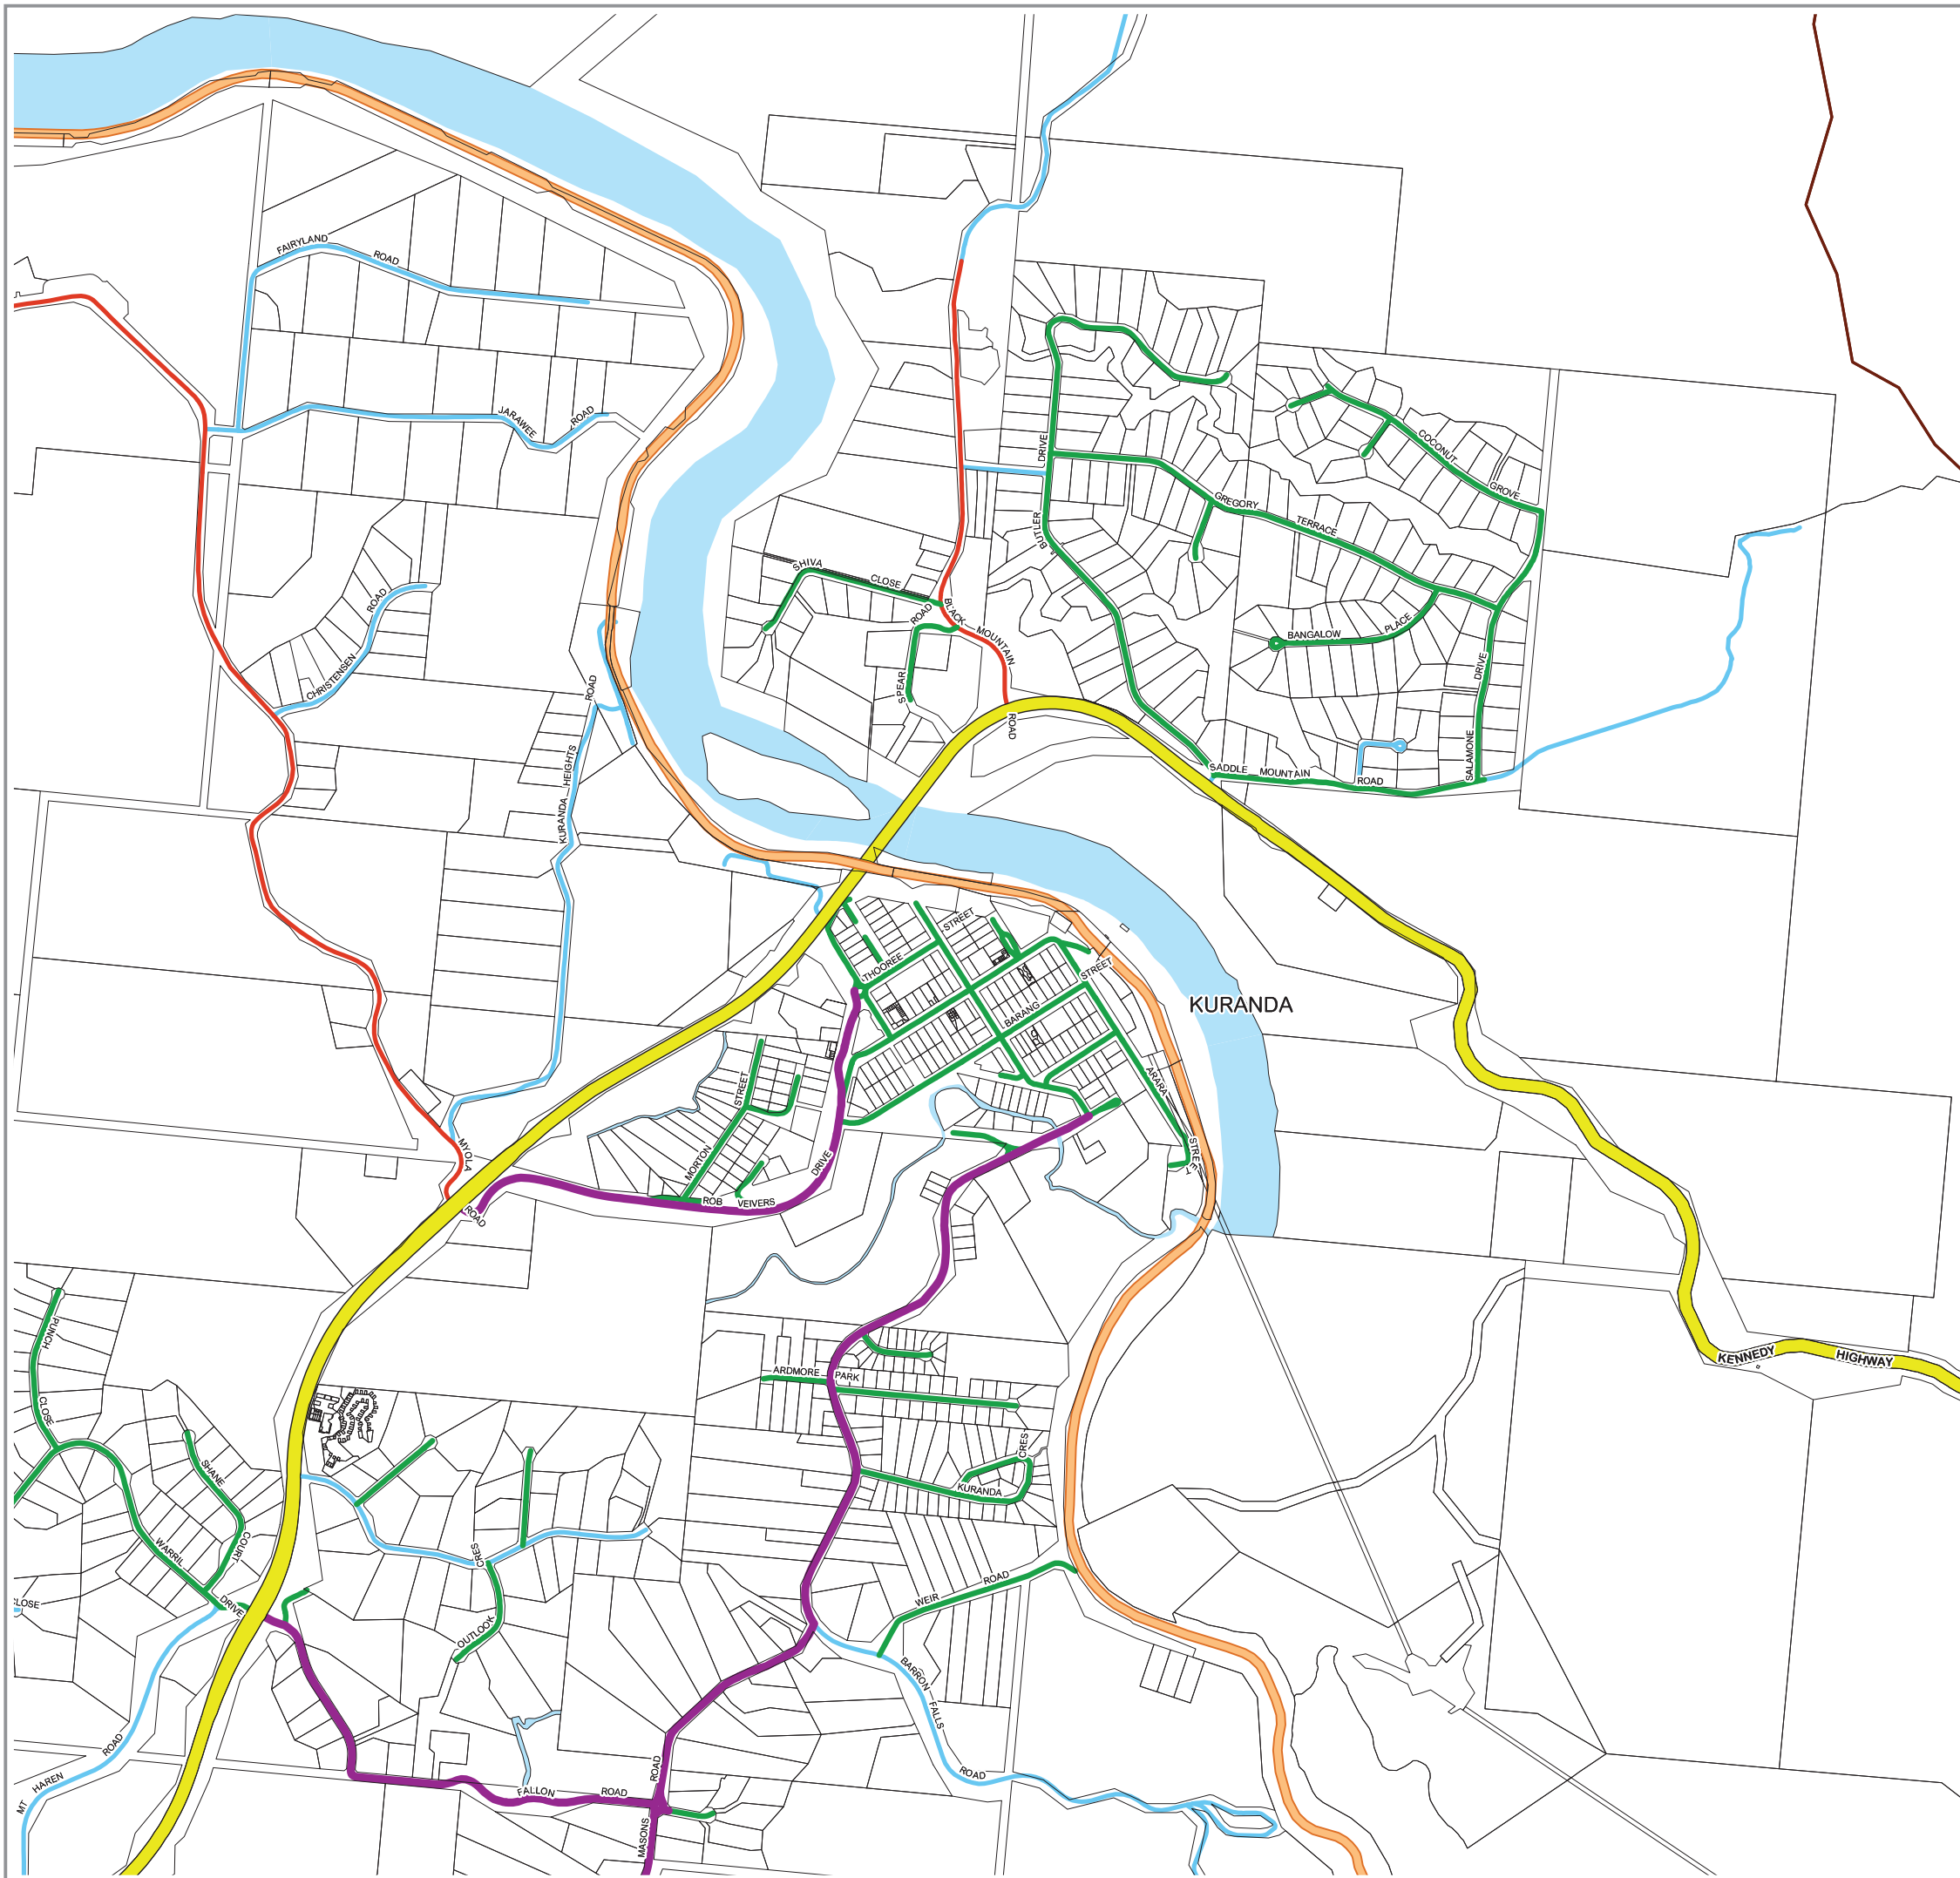 FAIRYLAND
ROAD
JARAWEE
ROAD
DRIVE
COCONUT
GROVE
GREGORY
TERRACE
BUTLER
SHIVA
CLOSE
ROAD
BLACK
MOUNTAIN
ROAD
CHRISTENSEN
ROAD
BANGALOW
PLACE
DRIVE
SPEAR
ROAD
KURANDA
HEIGHTS
SALAMONE
SADDLE
MOUNTAIN
ROAD
STREET
THOOREE
STREET
BARANG
KURANDA
ARARA
STREET
STREET
MORTON
MYOLA
ROAD
DRIVE
ROB
VEIVERS
PUNCH
CLOSE
KENNEDY
HIGHWAY
ARDMORE
PARK
SHANE
COURT
CRES
KURANDA
WARRIL
DRIVE
CLOSE
CRES
OUTLOOK
WEIR
ROAD
BARRON
FALLS
ROAD
MT
HAREN
ROAD
FALLON
ROAD
ROAD
MASONS